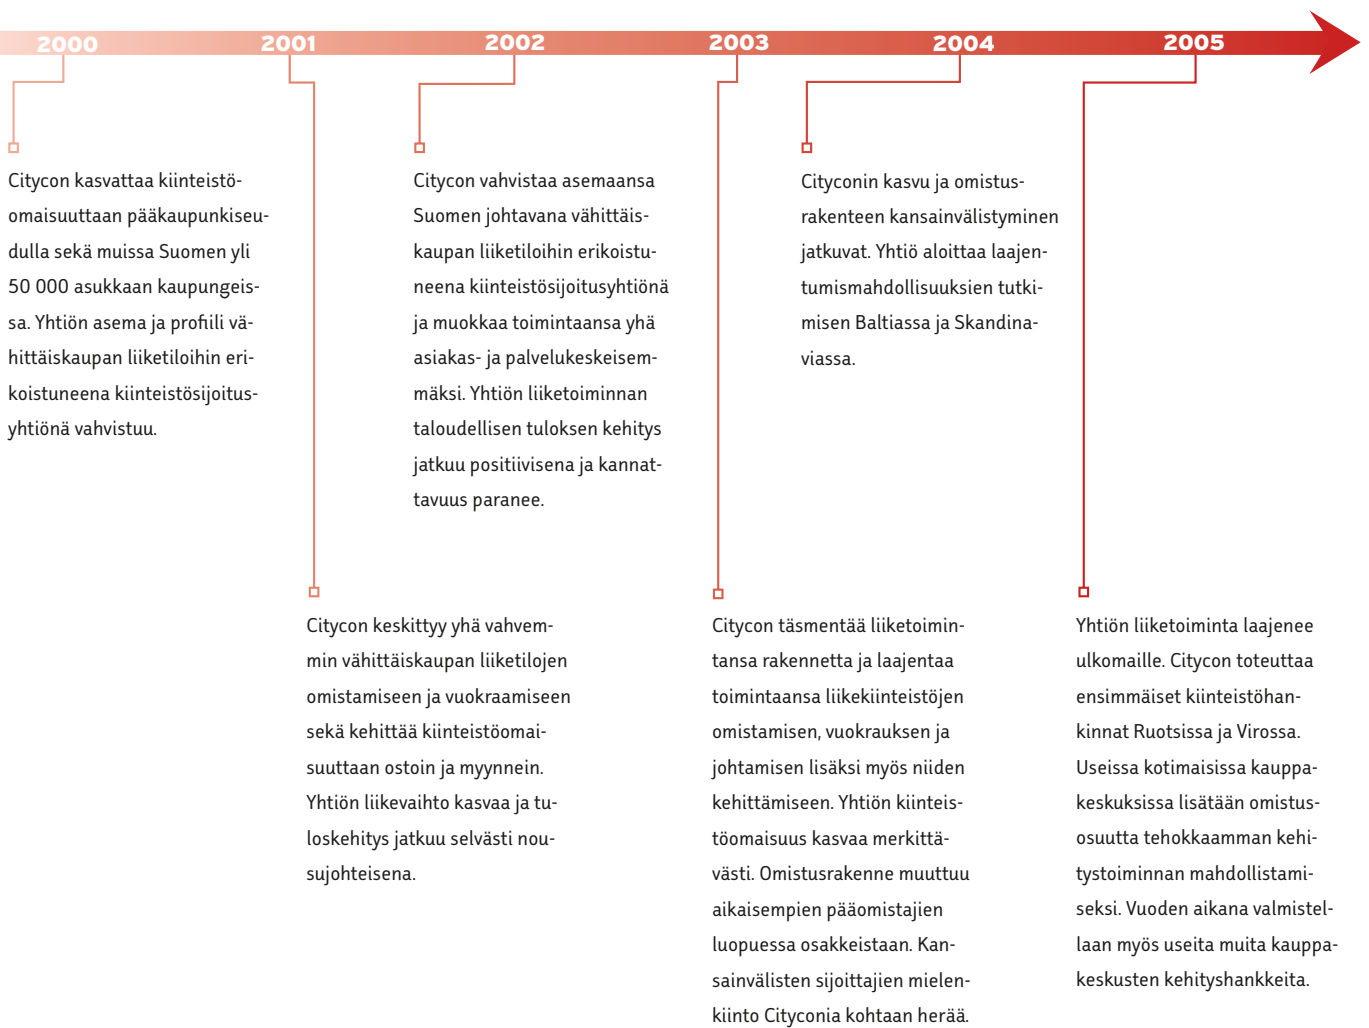 2000
2001
2002
2003
2004
2005
Citycon kasvattaa kiinteistö-
omaisuuttaan pääkaupunkiseu-
dulla sekä muissa Suomen yli
50 000 asukkaan kaupungeis-
sa. Yhtiön asema ja profiili vä-
hittäiskaupan liiketiloihin eri-
koistuneena kiinteistösijoitus-
yhtiönä vahvistuu.
Citycon keskittyy yhä vahvem-
min vähittäiskaupan liiketilojen
omistamiseen ja vuokraamiseen
sekä kehittää kiinteistöomai-
suuttaan ostoin ja myynnein.
Yhtiön liikevaihto kasvaa ja tu-
loskehitys jatkuu selvästi nou-
sujohteisena.
Citycon vahvistaa asemaansa
Suomen johtavana vähittäis-
kaupan liiketiloihin erikoistu-
neena kiinteistösijoitusyhtiönä
ja muokkaa toimintaansa yhä
asiakas- ja palvelukeskeisem-
mäksi. Yhtiön liiketoiminnan
taloudellisen tuloksen kehitys
jatkuu positiivisena ja kannat-
tavuus paranee.
Citycon täsmentää liiketoimin-
tansa rakennetta ja laajentaa
toimintaansa liikekiinteistöjen
omistamisen, vuokrauksen ja
johtamisen lisäksi myös niiden
kehittämiseen. Yhtiön kiinteis-
töomaisuus kasvaa merkittä-
västi. Omistusrakenne muuttuu
aikaisempien pääomistajien
luopuessa osakkeistaan. Kan-
sainvälisten sijoittajien mielen-
kiinto Cityconia kohtaan herää.
Cityconin kasvu ja omistus-
rakenteen kansainvälistyminen
jatkuvat. Yhtiö aloittaa laajen-
tumismahdollisuuksien tutki-
misen Baltiassa ja Skandina-
viassa.
Yhtiön liiketoiminta laajenee
ulkomaille. Citycon toteuttaa
ensimmäiset kiinteistöhan-
kinnat Ruotsissa ja Virossa.
Useissa kotimaisissa kauppa-
keskuksissa lisätään omistus-
osuutta tehokkaamman kehi-
tystoiminnan mahdollistami-
seksi. Vuoden aikana valmistel-
laan myös useita muita kauppa-
keskusten kehityshankkeita.